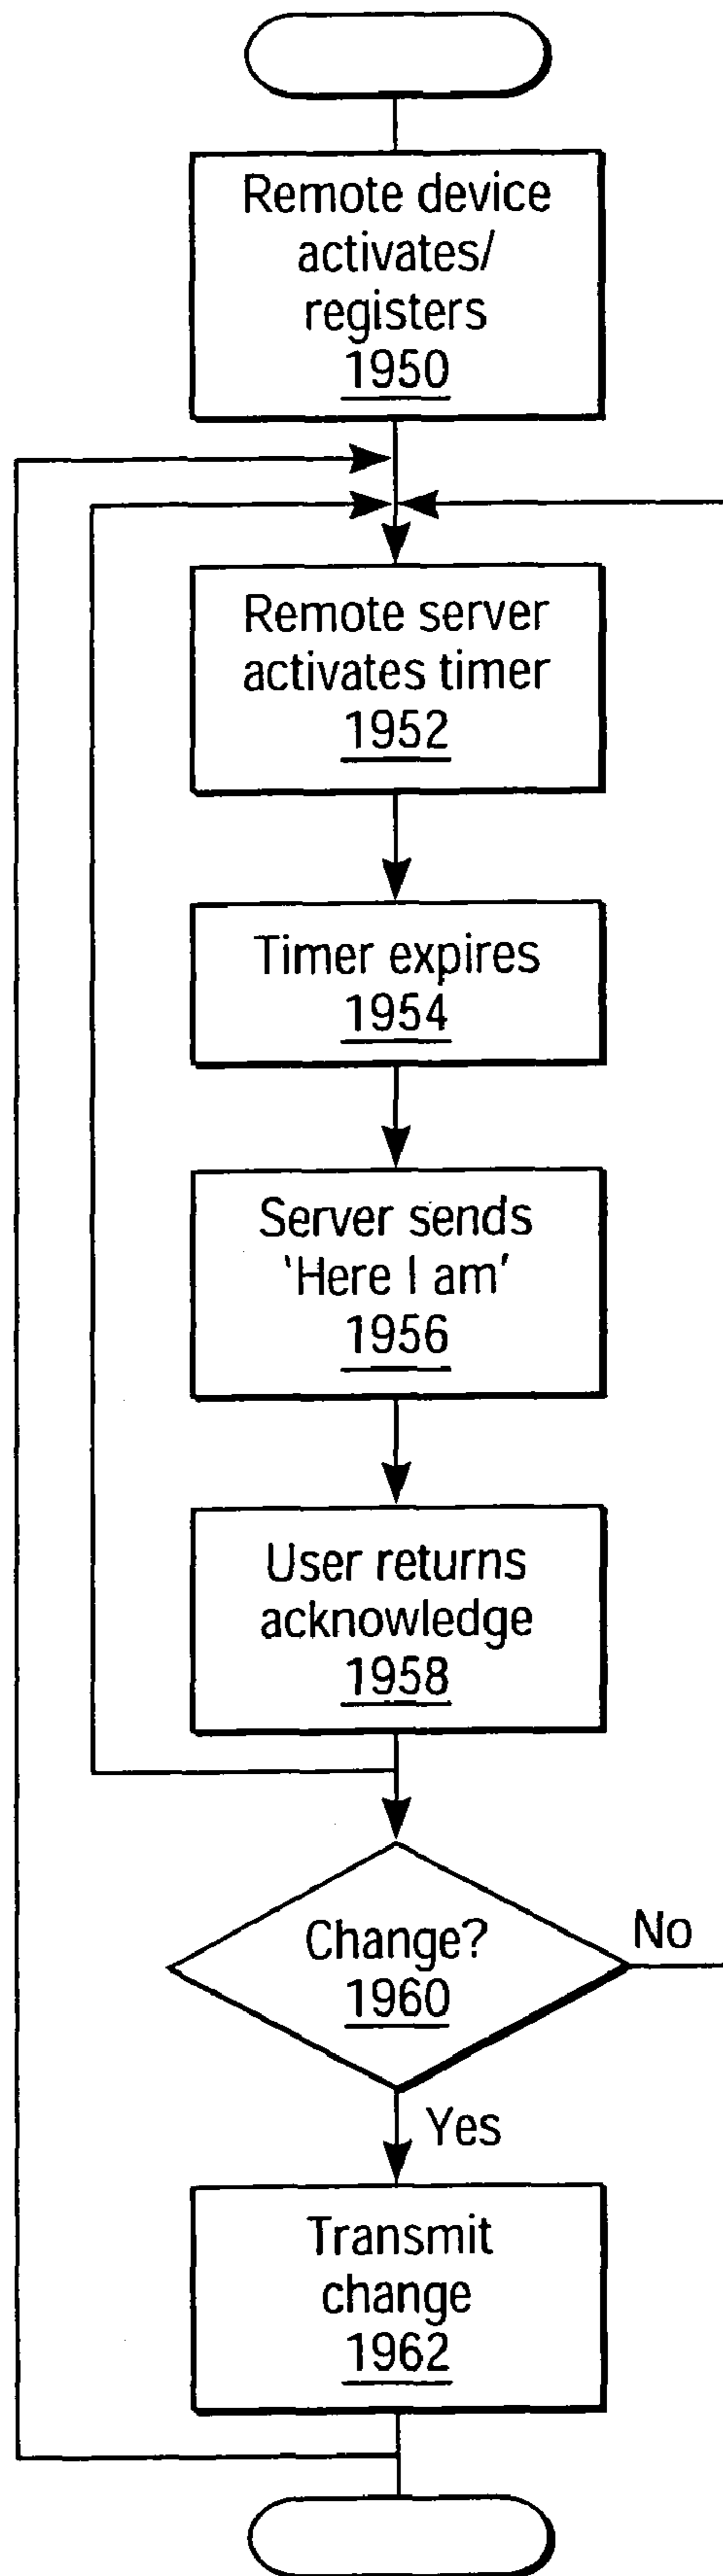 Remote device
activates/
registers
1950
Remote server
activates timer
1952
Timer expires
1954
Server sends
'Here I am'
1956
User returns
acknowledge
1958
Change?
1960
No
Yes
Transmit
change
1962